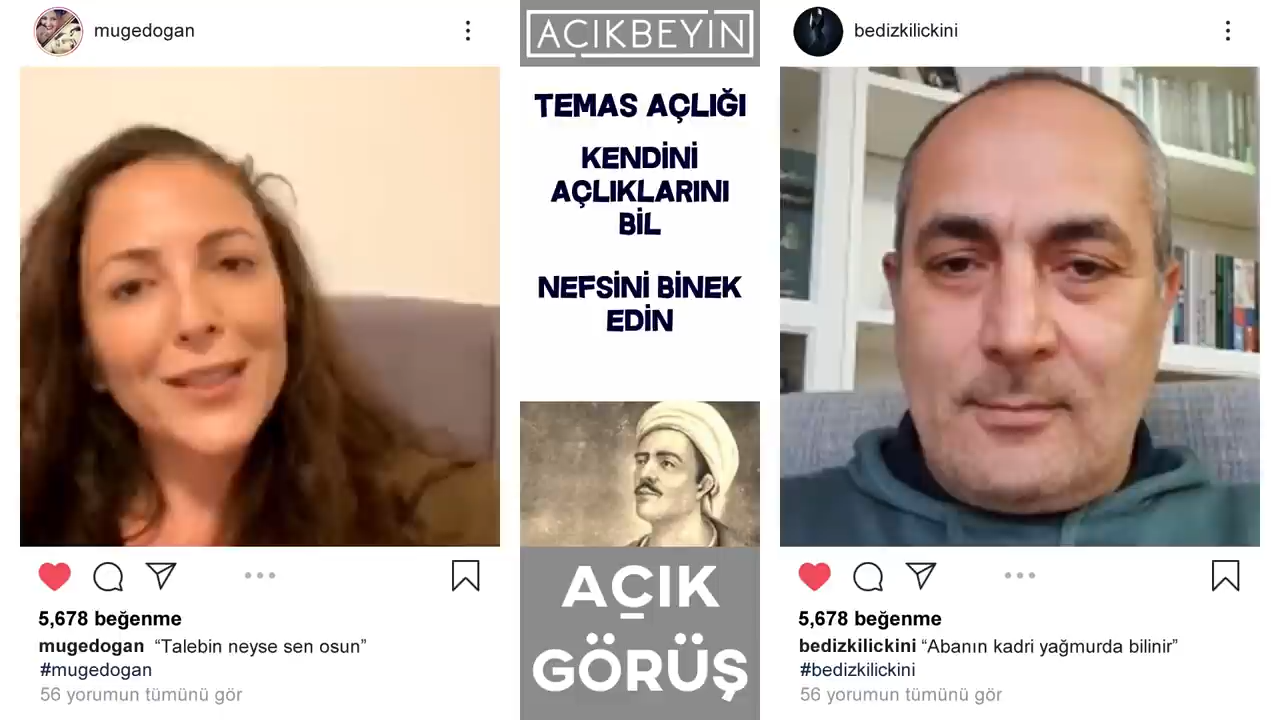 mugedogan
5,678 beğenme
mugedogan “Talebin neyse sen osun”
#mugedogan
56 yorumun tümünü gör
AÇIKBEYİN
TEMAS AÇLIĞI
KENDİNİ
AÇLIKLARINI
BİL
NEFSİNİ BİNEK
EDİN
AÇIK
GÖRÜŞ
bedizkilickini
5,678 beğenme
bedizkilickini “Abanın kadri yağmurda bilinir”
#bedizkilickini
56 yorumun tümünü gör